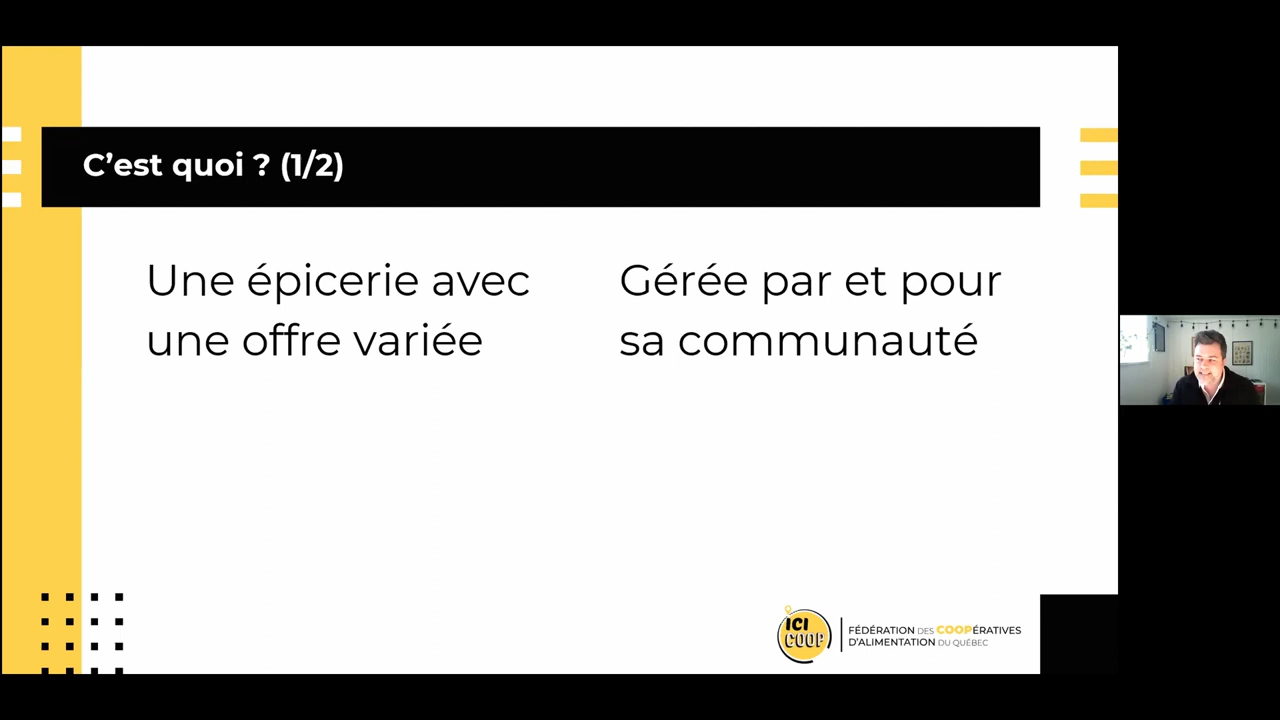 C'est quoi ? (1/2)
Une épicerie avec
une offre variée
Gérée par et pour
sa communauté
ICI
COOP
FÉDÉRATION DES COOPÉRATIVES
D'ALIMENTATION DU QUÉBEC